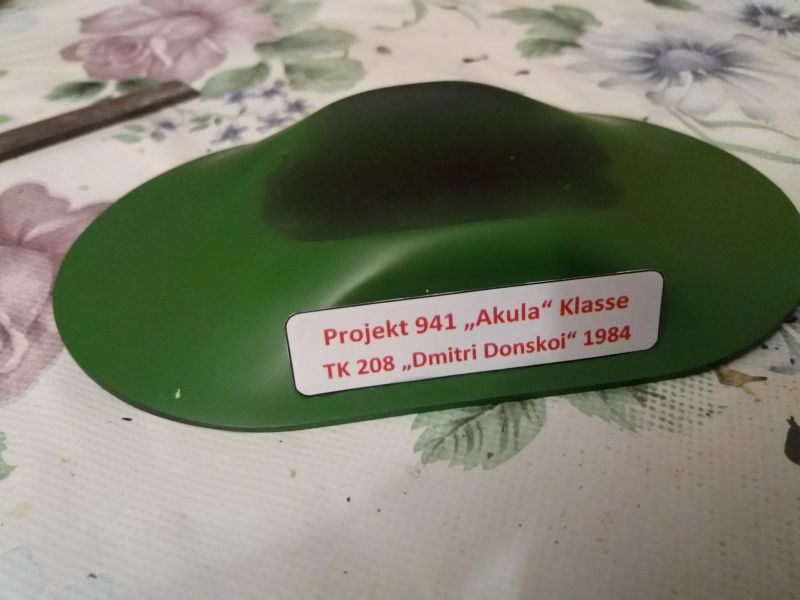 Projekt 941 „Akula“ Klasse
TK 208 „Dmitri Donskoi“ 1984